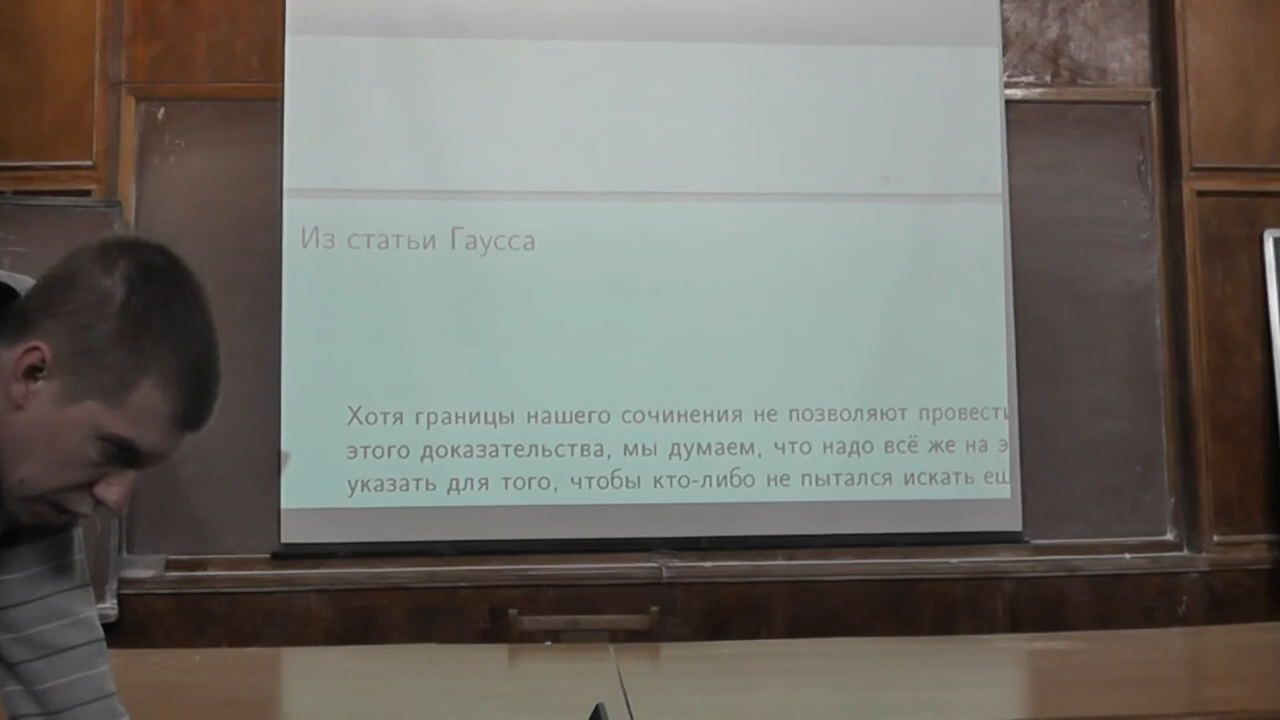 Из статьи Гаусса
Хотя границы нашего сочинения не позволяют провести
этого доказательства, мы думаем, что надо всё же на э
указать для того, чтобы кто-либо не пытался искать ещ